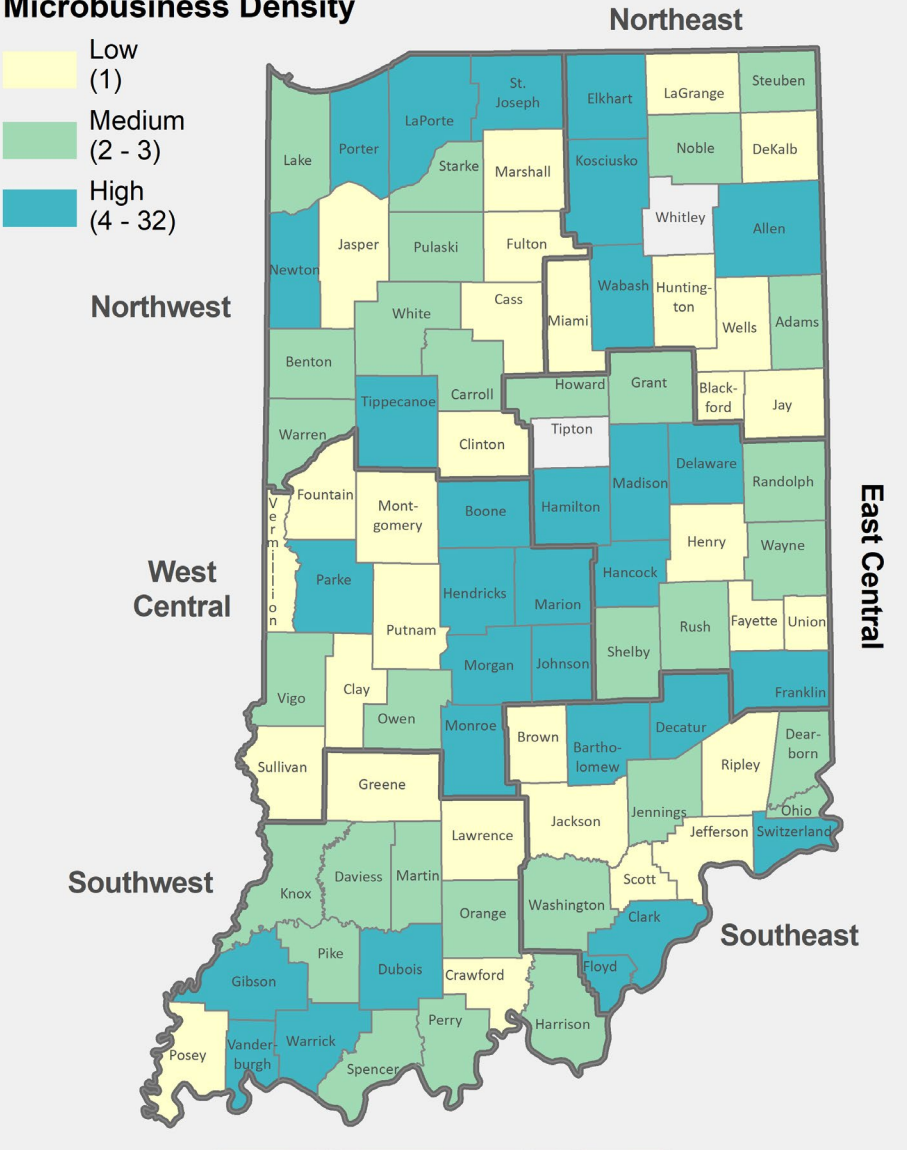 Microbusiness Density
Low
(1)
Medium
(2 - 3)
High
(4 - 32)
Northeast
Northwest
West
Central
East Central
Southwest
Southeast
Lake
Porter
LaPorte
St.
Joseph
Elkhart
LaGrange
Steuben
Starke
Marshall
Kosciusko
Noble
DeKalb
Newton
Jasper
Pulaski
Fulton
Whitley
Allen
White
Cass
Miami
Wabash
Hunting-
ton
Wells
Adams
Benton
Carroll
Howard
Grant
Black-
ford
Jay
Warren
Tippecanoe
Clinton
Tipton
Madison
Delaware
Randolph
Fountain
Vermillion
Mont-
gomery
Boone
Hamilton
Henry
Wayne
Parke
Putnam
Hendricks
Marion
Hancock
Rush
Fayette
Union
Vigo
Clay
Owen
Morgan
Johnson
Shelby
Franklin
Sullivan
Greene
Monroe
Brown
Bartho-
lomew
Decatur
Ripley
Dear-
born
Ohio
Lawrence
Jackson
Jennings
Jefferson
Switzerland
Knox
Daviess
Martin
Orange
Washington
Scott
Clark
Floyd
Gibson
Pike
Dubois
Crawford
Harrison
Posey
Vander-
burgh
Warrick
Spencer
Perry